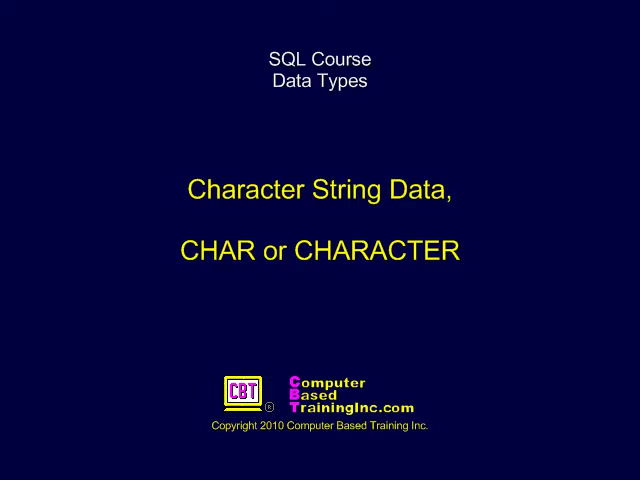 SQL Course
Data Types
Character String Data,
CHAR or CHARACTER
CBT ®
Computer
Based
TrainingInc.com
Copyright 2010 Computer Based Training Inc.